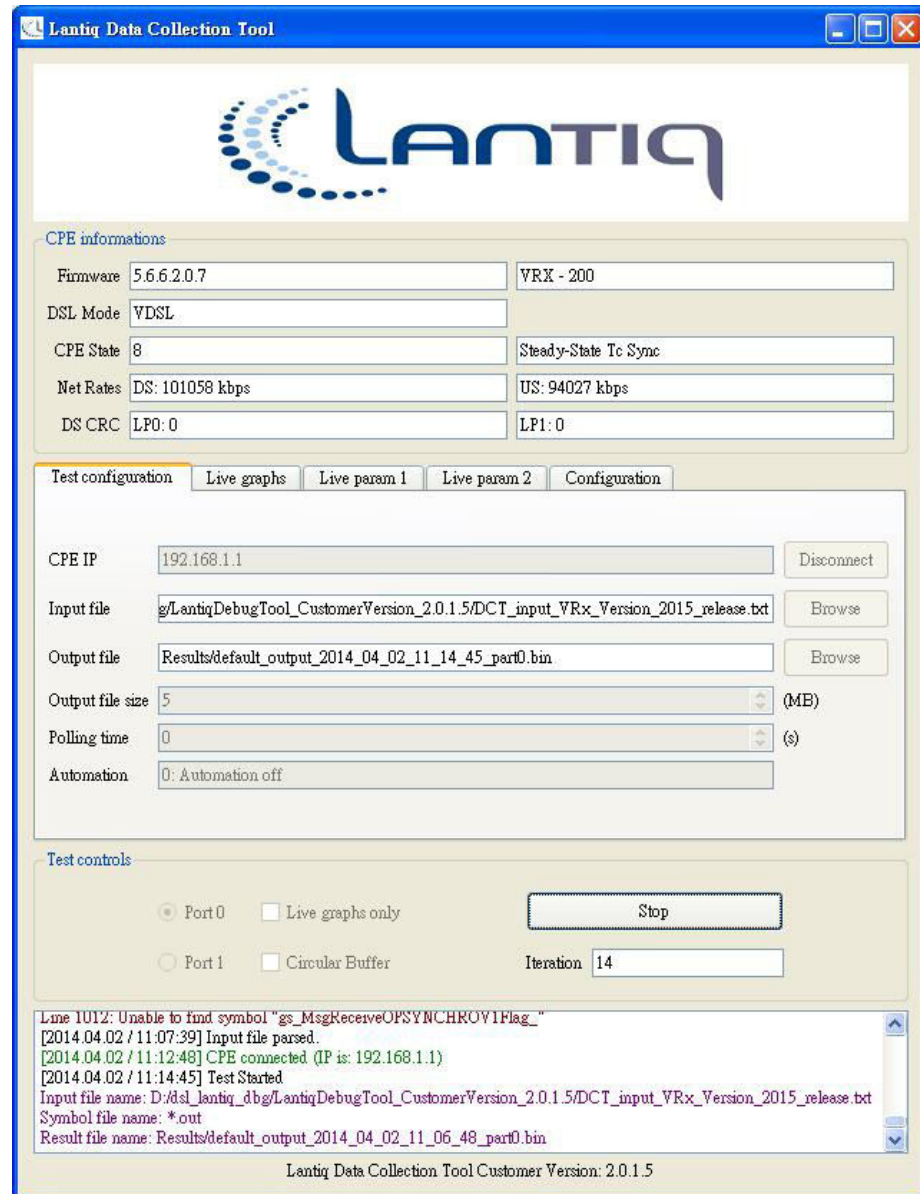 Lantiq Data Collection Tool
LANTIQ
CPE informations
Firmware 5.6.6.2.0.7 VRX - 200
DSL Mode VDSL
CPE State 8 Steady-State Tc Sync
Net Rates DS: 101058 kbps US: 94027 kbps
DS CRC LP0: 0 LP1: 0
Test configuration Live graphs Live param 1 Live param 2 Configuration
CPE IP 192.168.1.1 Disconnect
Input file g/LantiqDebugTool_CustomerVersion_2.0.1.5/DCT_input_VRx_Version_2015_release.txt Browse
Output file Results/default_output_2014_04_02_11_14_45_part0.bin Browse
Output file size 5 (MB)
Polling time 0 (s)
Automation 0: Automation off
Test controls
Port 0 Live graphs only Stop
Port 1 Circular Buffer Iteration 14
Line 1012: Unable to find symbol "gs_MsgReceiveOPSYNCHROV1Flag_"
[2014.04.02 / 11:07:39] Input file parsed.
[2014.04.02 / 11:12:48] CPE connected (IP is: 192.168.1.1)
[2014.04.02 / 11:14:45] Test Started
Input file name: D:/dsl_lantiq_dbg/LantiqDebugTool_CustomerVersion_2.0.1.5/DCT_input_VRx_Version_2015_release.txt
Symbol file name: *.out
Result file name: Results/default_output_2014_04_02_11_06_48_part0.bin
Lantiq Data Collection Tool Customer Version: 2.0.1.5